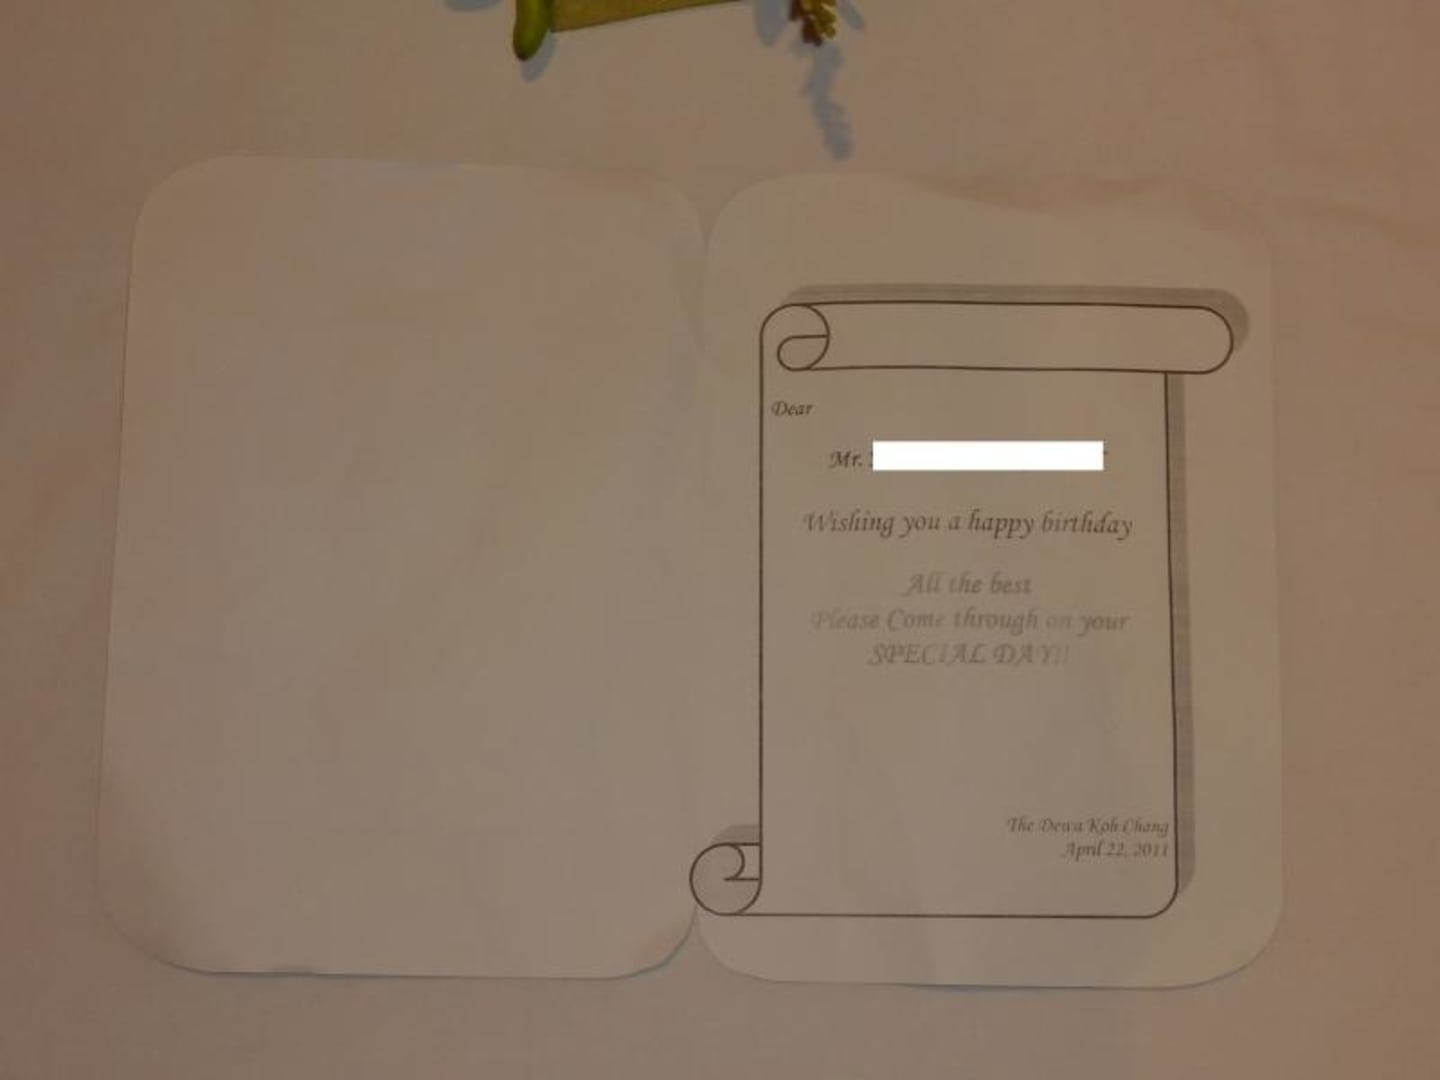 Dear
Mr.
Wishing you a happy birthday
All the best
Please Come through on your
SPECIAL DAY!!
The Dewa Koh Chang
April 22, 2011